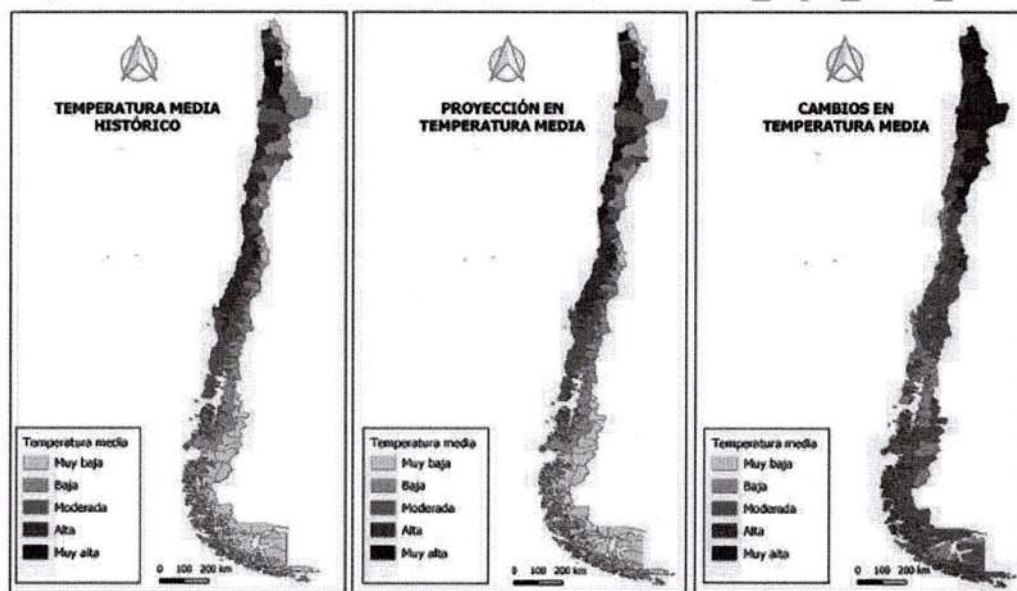 TEMPERATURA MEDIA
HISTÓRICO
Temperatura media
Muy baja
Baja
Moderada
Alta
Muy alta
0 100 200 km
PROYECCIÓN EN
TEMPERATURA MEDIA
Temperatura media
Muy baja
Baja
Moderada
Alta
Muy alta
0 100 200 km
CAMBIOS EN
TEMPERATURA MEDIA
Temperatura media
Muy baja
Baja
Moderada
Alta
Muy alta
0 100 200 km